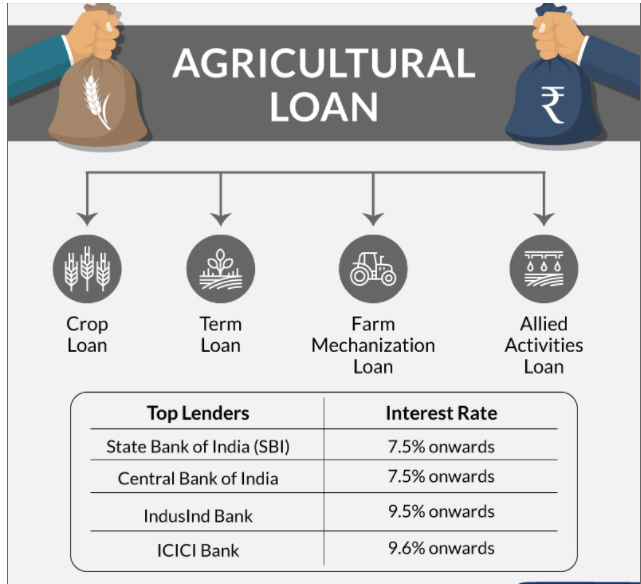 AGRICULTURAL
LOAN
₹
Crop
Loan
Term
Loan
Farm
Mechanization
Loan
Allied
Activities
Loan
Top Lenders Interest Rate
State Bank of India (SBI) 7.5% onwards
Central Bank of India 7.5% onwards
IndusInd Bank 9.5% onwards
ICICI Bank 9.6% onwards